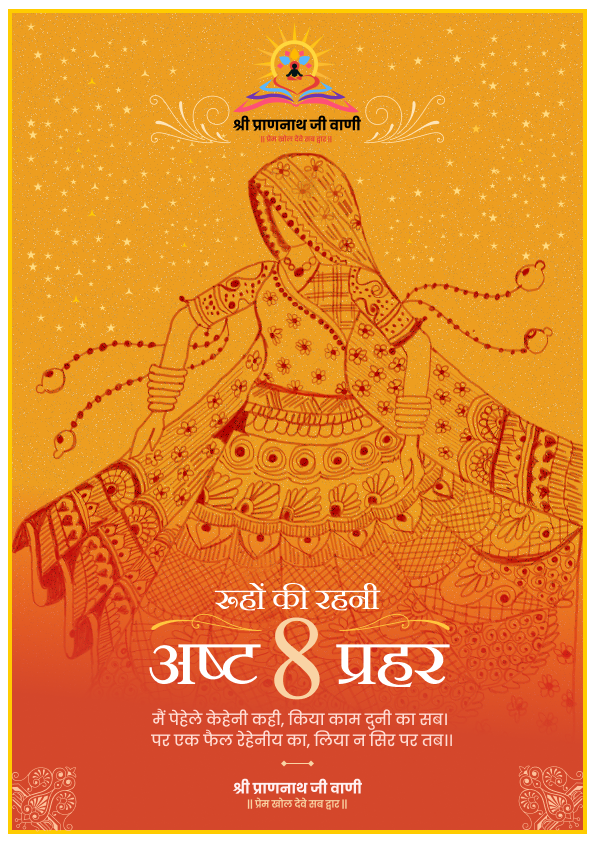 श्री प्राणनाथ जी वाणी
|| प्रेम खोल देवे सब द्वार ||
रूहों की रहनी
अष्ट 8 प्रहर
मैं पेहेले केहेनी कही, किया काम दुनी का सब।
पर एक फैल रेहेनीय का, लिया न सिर पर तब।।
श्री प्राणनाथ जी वाणी
|| प्रेम खोल देवे सब द्वार ||